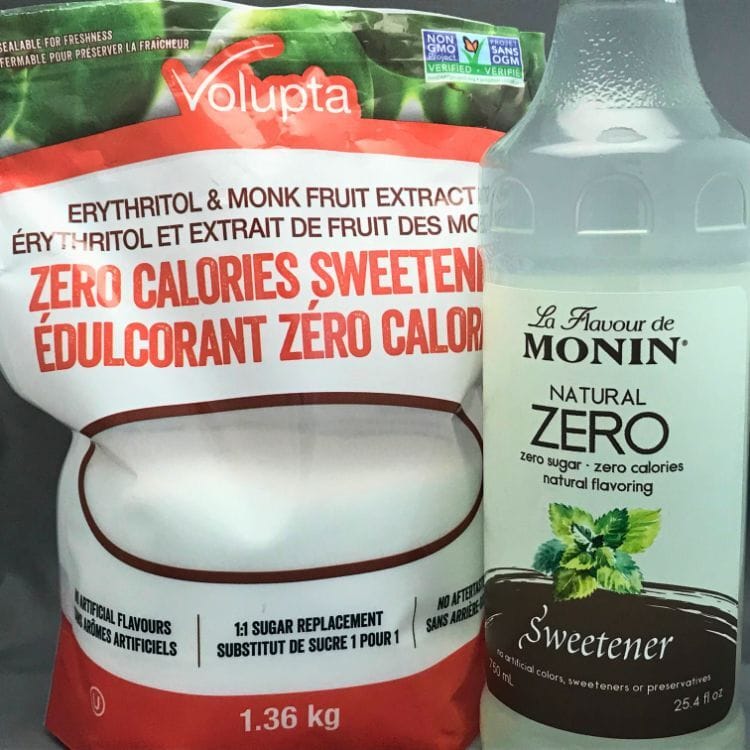 SEALABLE FOR FRESHNESS
FERMABLE POUR PRÉSERVER LA FRAÎCHEUR
Volupta
NON
GMO
Project
VERIFIED
PROJET
SANS
OGM
VÉRIFIÉ
ERYTHRITOL & MONK FRUIT EXTRACT
ÉRYTHRITOL ET EXTRAIT DE FRUIT DES MO
ZERO CALORIES SWEETEN
ÉDULCORANT ZÉRO CALOR
ARTIFICIAL FLAVOURS
ARÔMES ARTIFICIELS
1:1 SUGAR REPLACEMENT
SUBSTITUT DE SUCRE 1 POUR 1
NO AFTERTAS
SANS ARRIÈRE-
U
1.36 kg
La Flavour de
MONIN®
NATURAL
ZERO
zero sugar · zero calories
natural flavoring
Sweetener
no artificial colors, sweeteners or preservatives
750 mL
25.4 fl oz